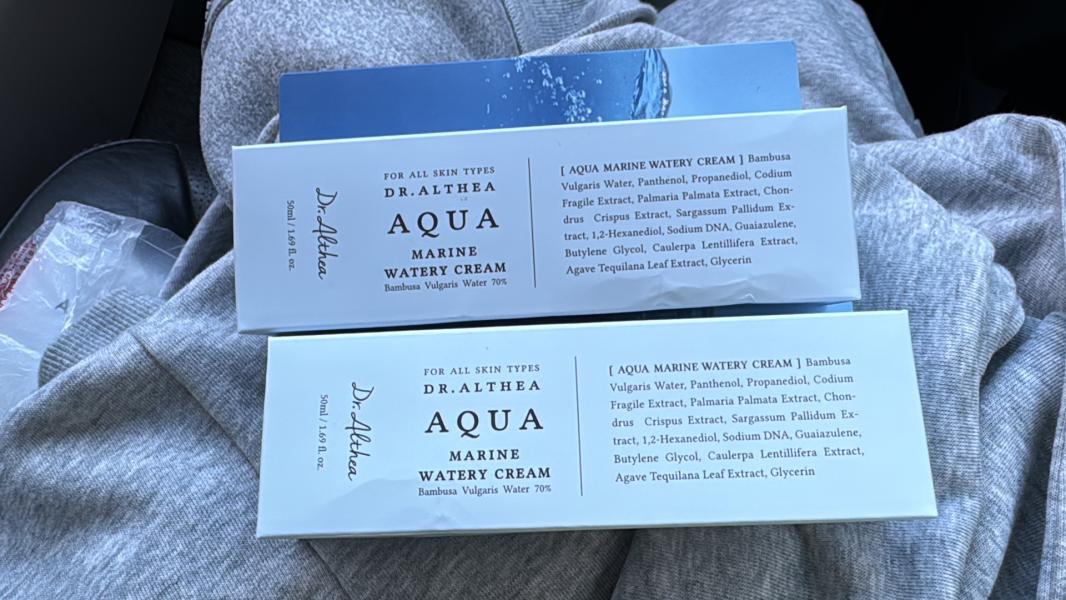 FOR ALL SKIN TYPES
DR.ALTHEA
AQUA
MARINE
WATERY CREAM
Bambusa Vulgaris Water 70%
Dr.Althea
50ml / 1.69 fl. oz.
[ AQUA MARINE WATERY CREAM ] Bambusa
Vulgaris Water, Panthenol, Propanediol, Codium
Fragile Extract, Palmaria Palmata Extract, Chon-
drus Crispus Extract, Sargassum Pallidum Ex-
tract, 1,2-Hexanediol, Sodium DNA, Guaiazulene,
Butylene Glycol, Caulerpa Lentillifera Extract,
Agave Tequilana Leaf Extract, Glycerin
FOR ALL SKIN TYPES
DR.ALTHEA
AQUA
MARINE
WATERY CREAM
Bambusa Vulgaris Water 70%
Dr.Althea
50ml / 1.69 fl. oz.
[ AQUA MARINE WATERY CREAM ] Bambusa
Vulgaris Water, Panthenol, Propanediol, Codium
Fragile Extract, Palmaria Palmata Extract, Chon-
drus Crispus Extract, Sargassum Pallidum Ex-
tract, 1,2-Hexanediol, Sodium DNA, Guaiazulene,
Butylene Glycol, Caulerpa Lentillifera Extract,
Agave Tequilana Leaf Extract, Glycerin